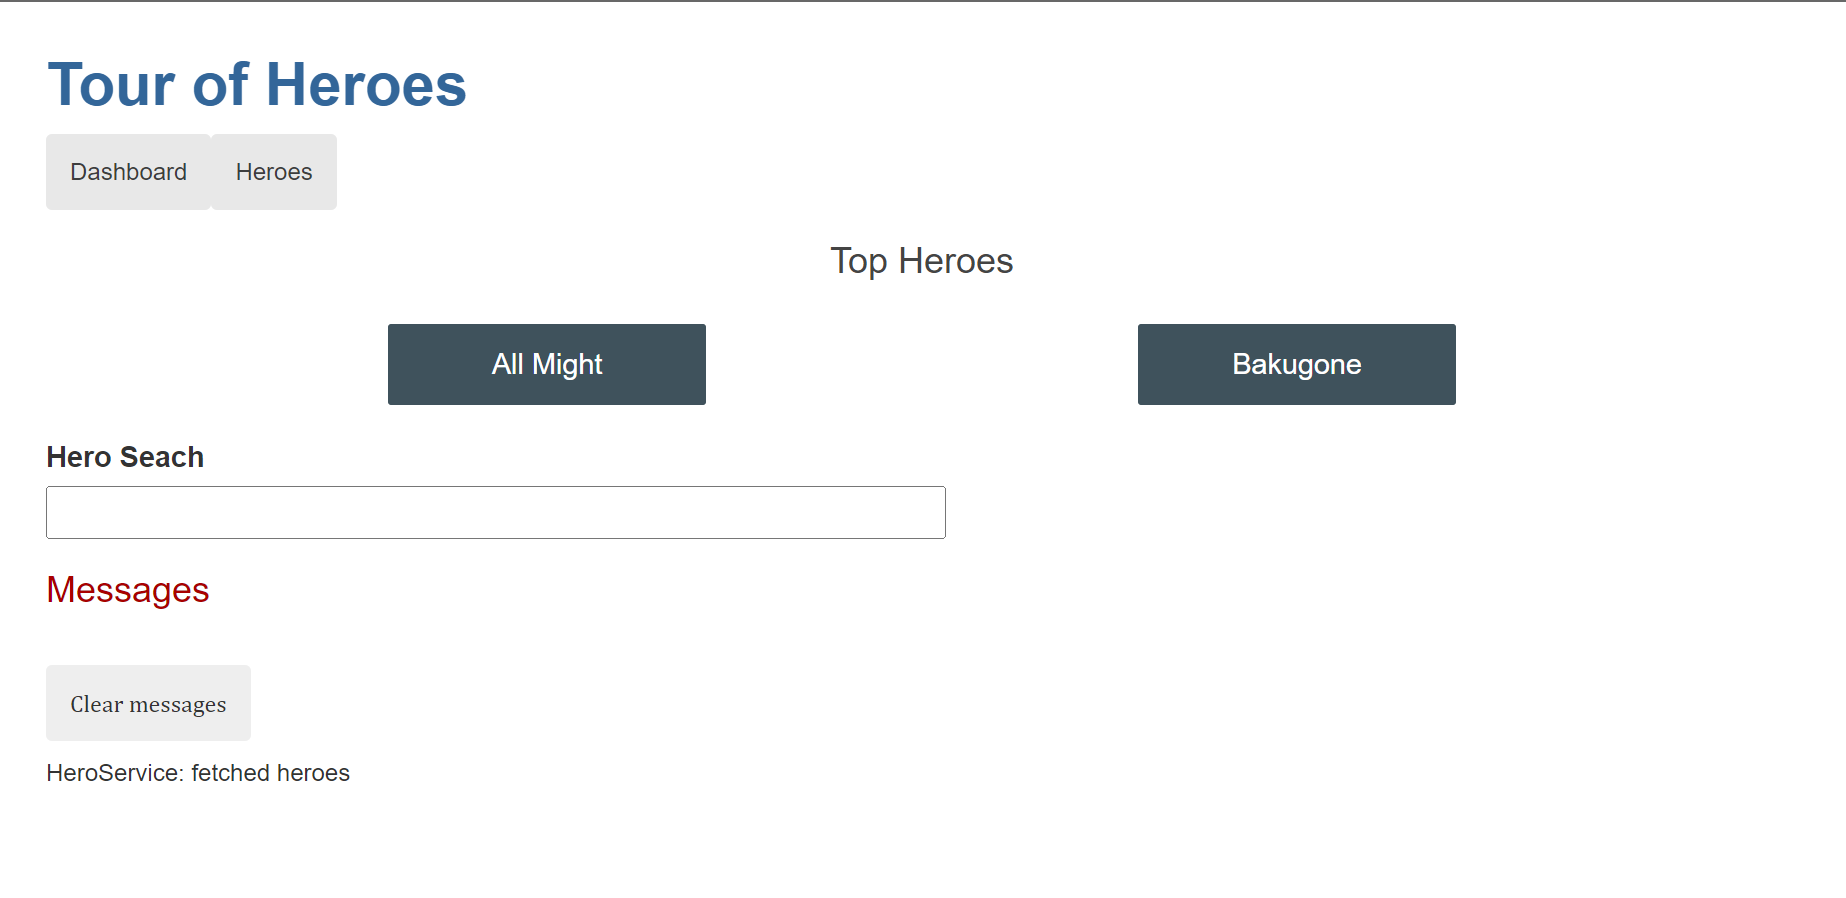 Tour of Heroes
Dashboard Heroes
Top Heroes
All Might Bakugone
Hero Seach
Messages
Clear messages
HeroService: fetched heroes